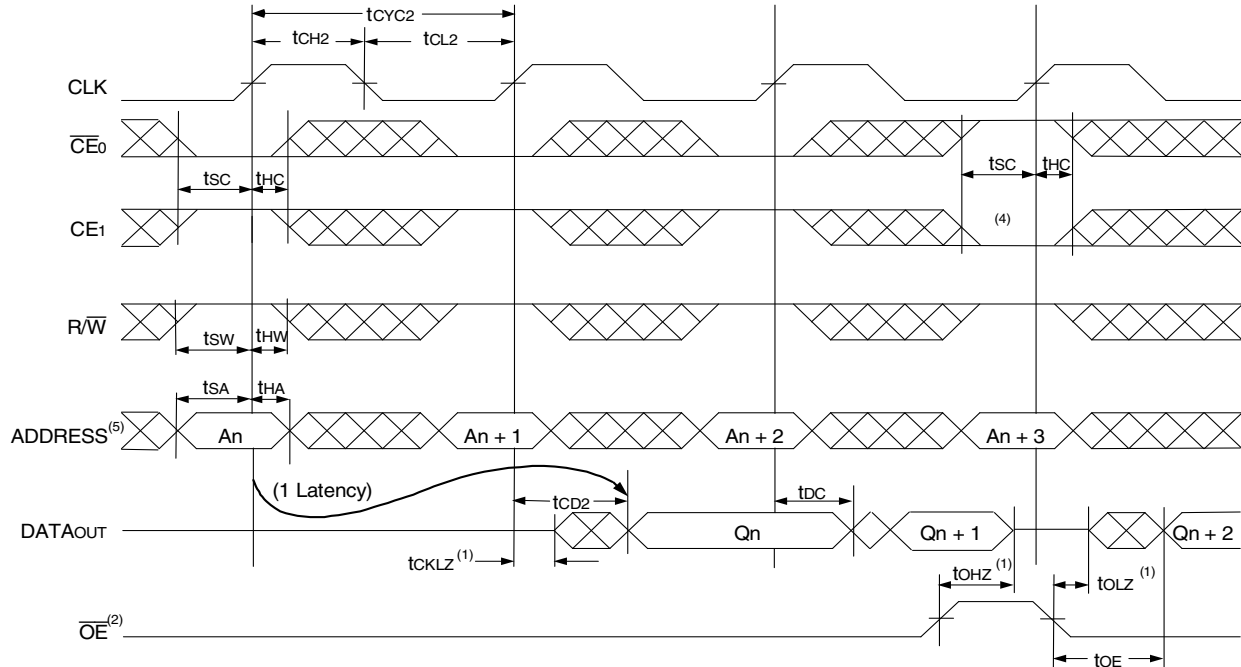 tCYC2
tCH2 tCL2
CLK
CE0
tSC tHC tSC tHC
CE1 (4)
R/W
tSW tHW
tSA tHA
ADDRESS(5) An An + 1 An + 2 An + 3
(1 Latency) tCD2 tDC
DATAOUT Qn Qn + 1 Qn + 2
tCKLZ(1) tOHZ(1) tOLZ(1)
OE(2)
tOE